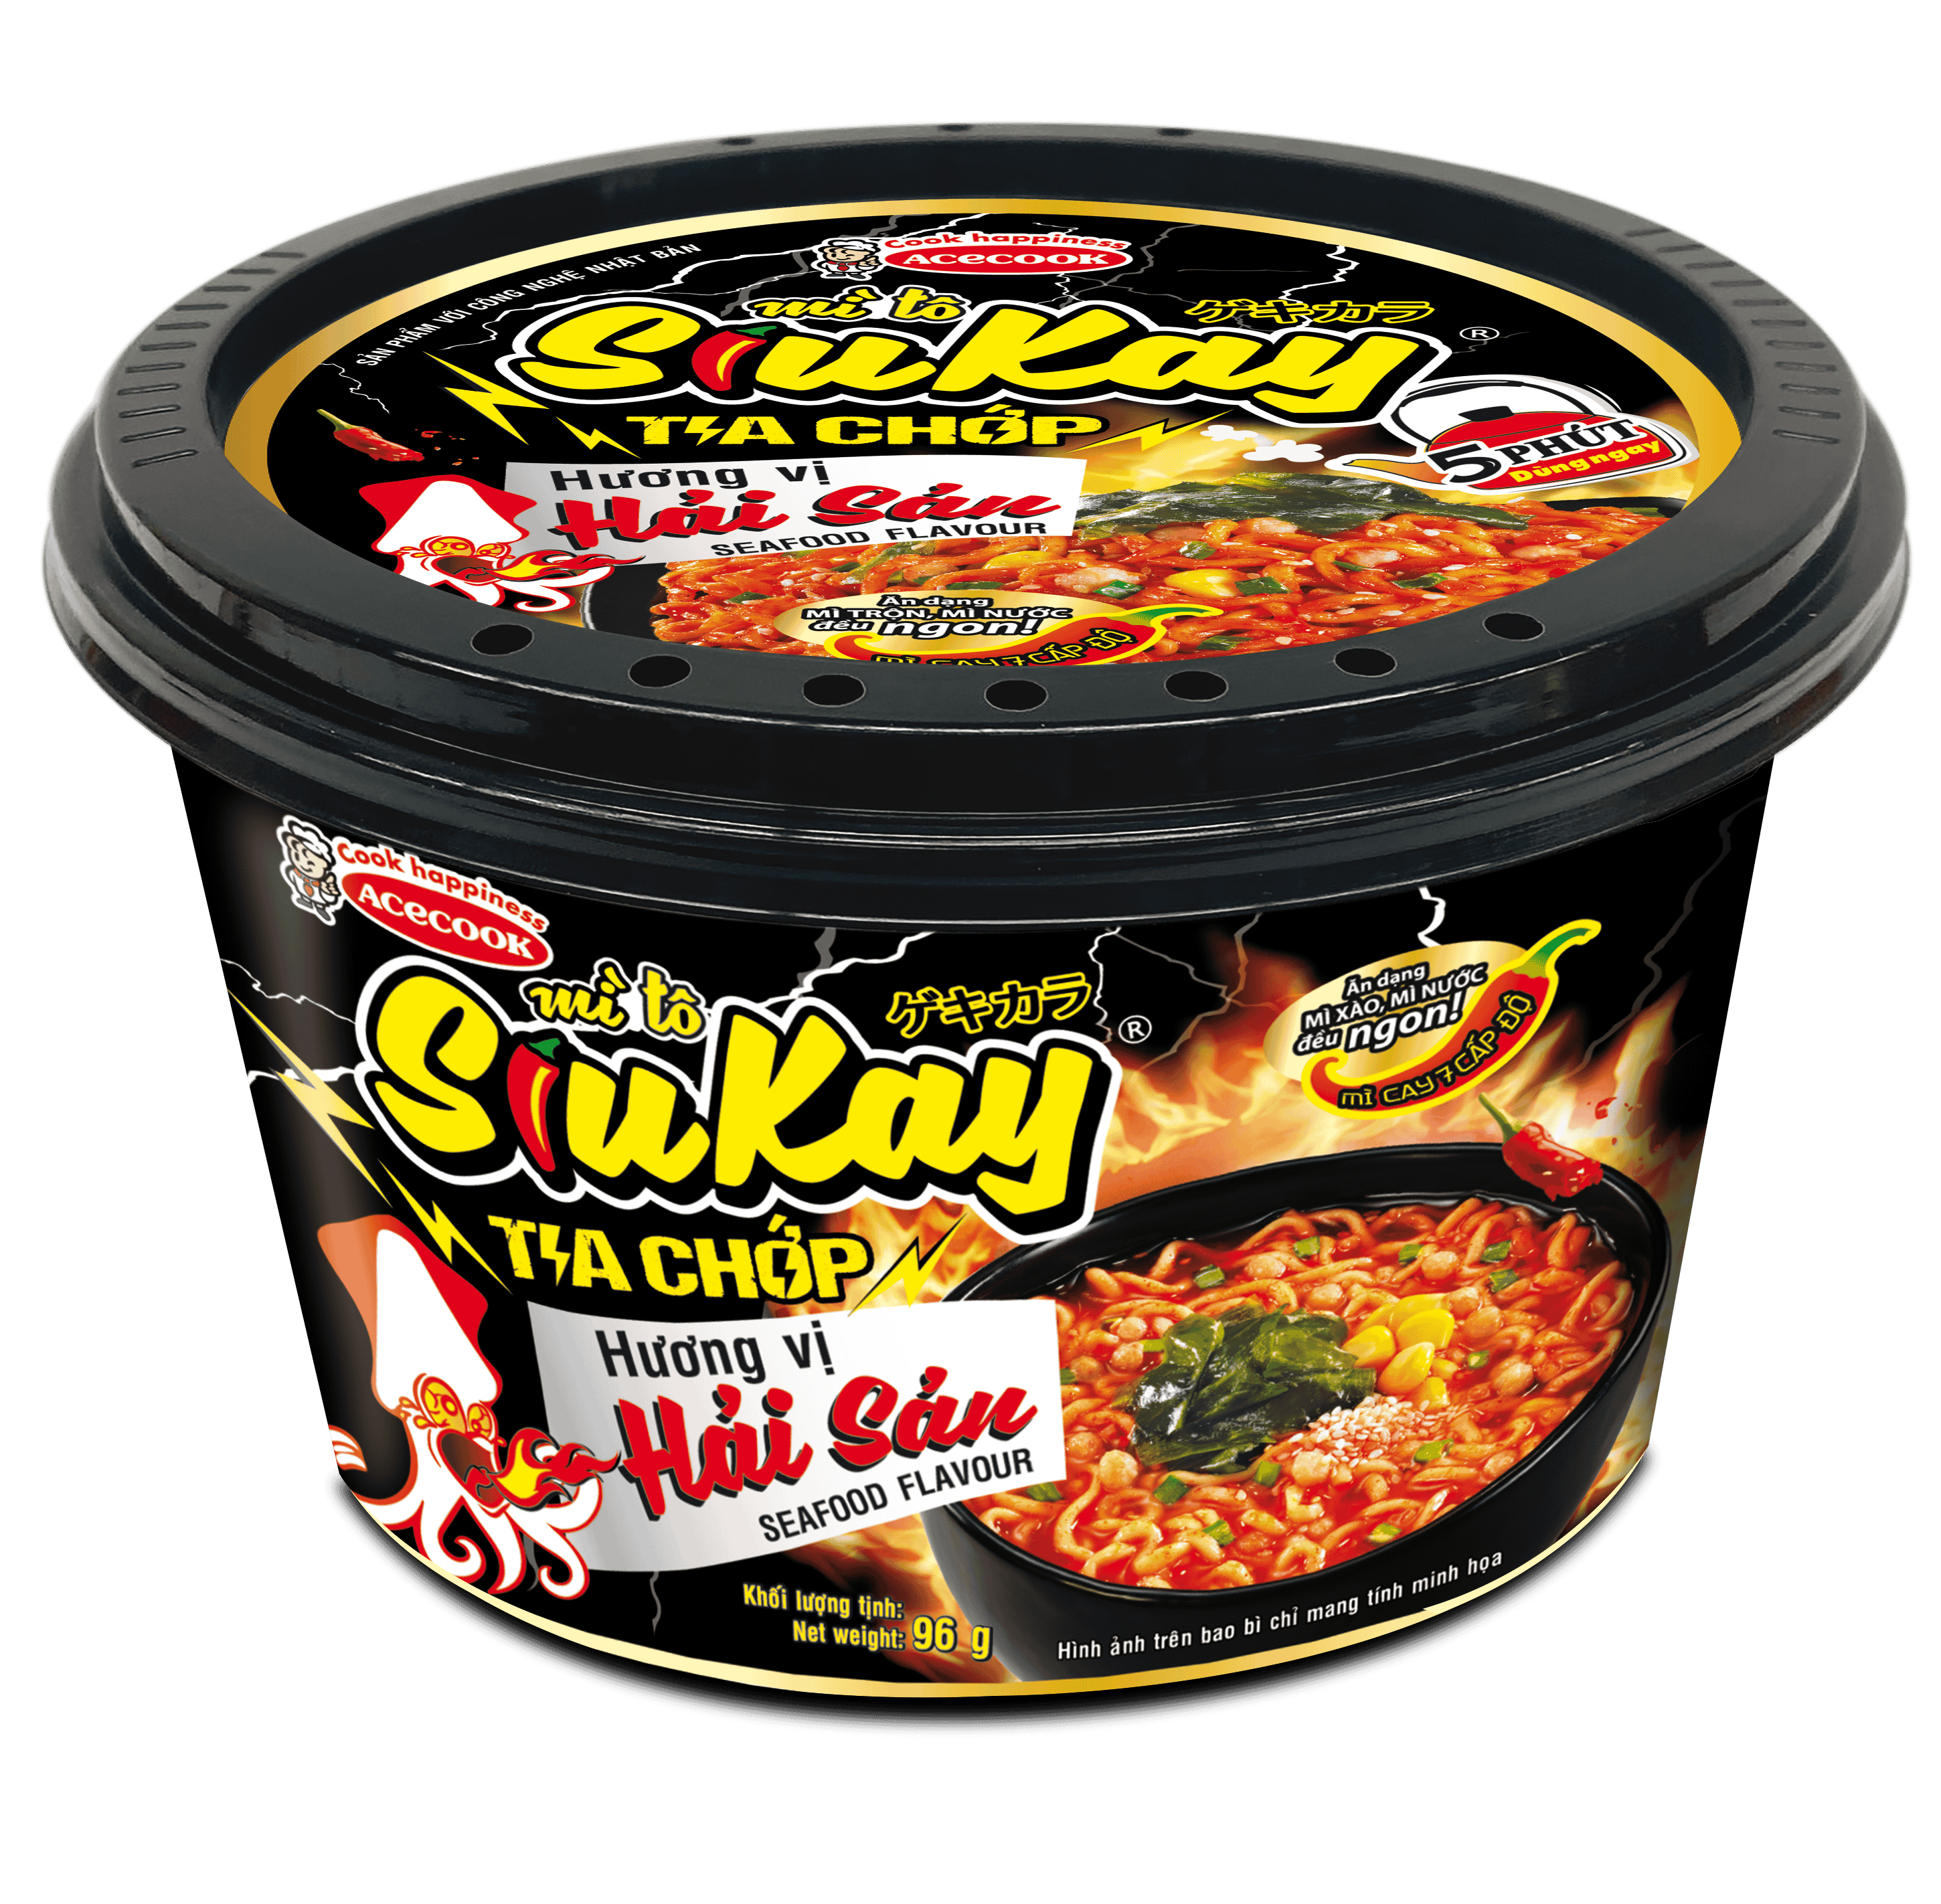 SẢN PHẨM VỚI CÔNG NGHỆ NHẬT BẢN
Cook happiness
ACECOOK
mì tô
ゲキカラ
SiuKay ®
TIA CHỚP
5 PHÚT
Dùng ngay
Hương vị
Hải Sản
SEAFOOD FLAVOUR
Ăn dạng
MÌ TRỘN, MÌ NƯỚC
đều ngon!
MÌ CAY 7 CẤP ĐỘ
Cook happiness
ACECOOK
mì tô
ゲキカラ
SiuKay ®
Ăn dạng
MÌ XÀO, MÌ NƯỚC
đều ngon!
MÌ CAY 7 CẤP ĐỘ
TIA CHỚP
Hương vị
Hải Sản
SEAFOOD FLAVOUR
Khối lượng tịnh:
Net weight: 96 g
Hình ảnh trên bao bì chỉ mang tính minh họa